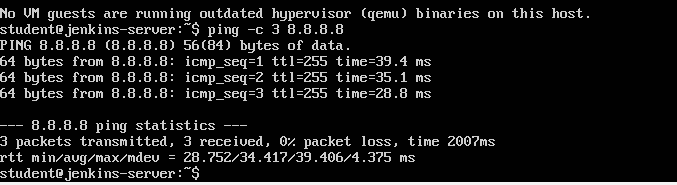 No VM guests are running outdated hypervisor (qemu) binaries on this host.
student@jenkins-server:~$ ping -c 3 8.8.8.8
PING 8.8.8.8 (8.8.8.8) 56(84) bytes of data.
64 bytes from 8.8.8.8: icmp_seq=1 ttl=255 time=39.4 ms
64 bytes from 8.8.8.8: icmp_seq=2 ttl=255 time=35.1 ms
64 bytes from 8.8.8.8: icmp_seq=3 ttl=255 time=28.8 ms
--- 8.8.8.8 ping statistics ---
3 packets transmitted, 3 received, 0% packet loss, time 2007ms
rtt min/avg/max/mdev = 28.752/34.417/39.406/4.375 ms
student@jenkins-server:~$